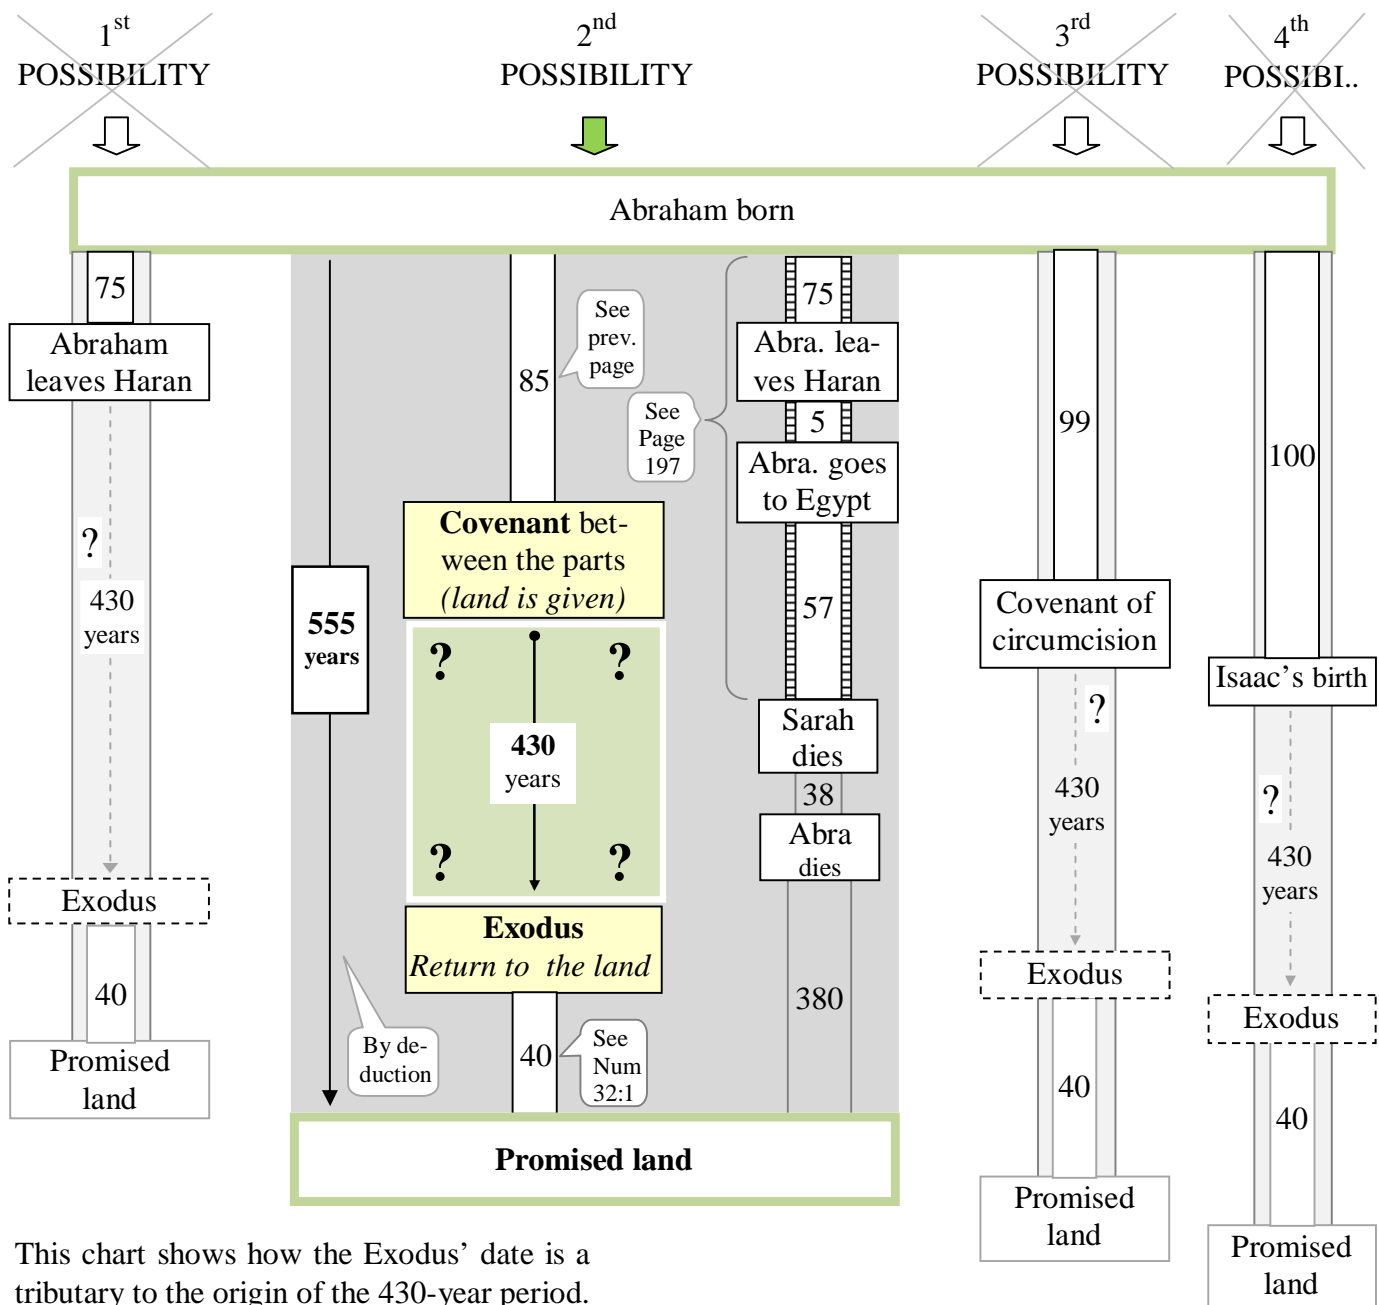 1st
POSSIBILITY
2nd
POSSIBILITY
3rd
POSSIBILITY
4th
POSSIBI..
Abraham born
75
Abraham
leaves Haran
?
430
years
Exodus
40
Promised
land
555
years
By de-
duction
85
See
prev.
page
Covenant bet-
ween the parts
(land is given)
? ?
430
years
? ?
Exodus
Return to the land
40
See
Num
32:1
See
Page
197
75
Abra. lea-
ves Haran
5
Abra. goes
to Egypt
57
Sarah
dies
38
Abra
dies
380
Promised land
99
Covenant of
circumcision
?
430
years
Exodus
40
Promised
land
100
Isaac’s birth
?
430
years
Exodus
40
Promised
land
This chart shows how the Exodus’ date is a
tributary to the origin of the 430-year period.